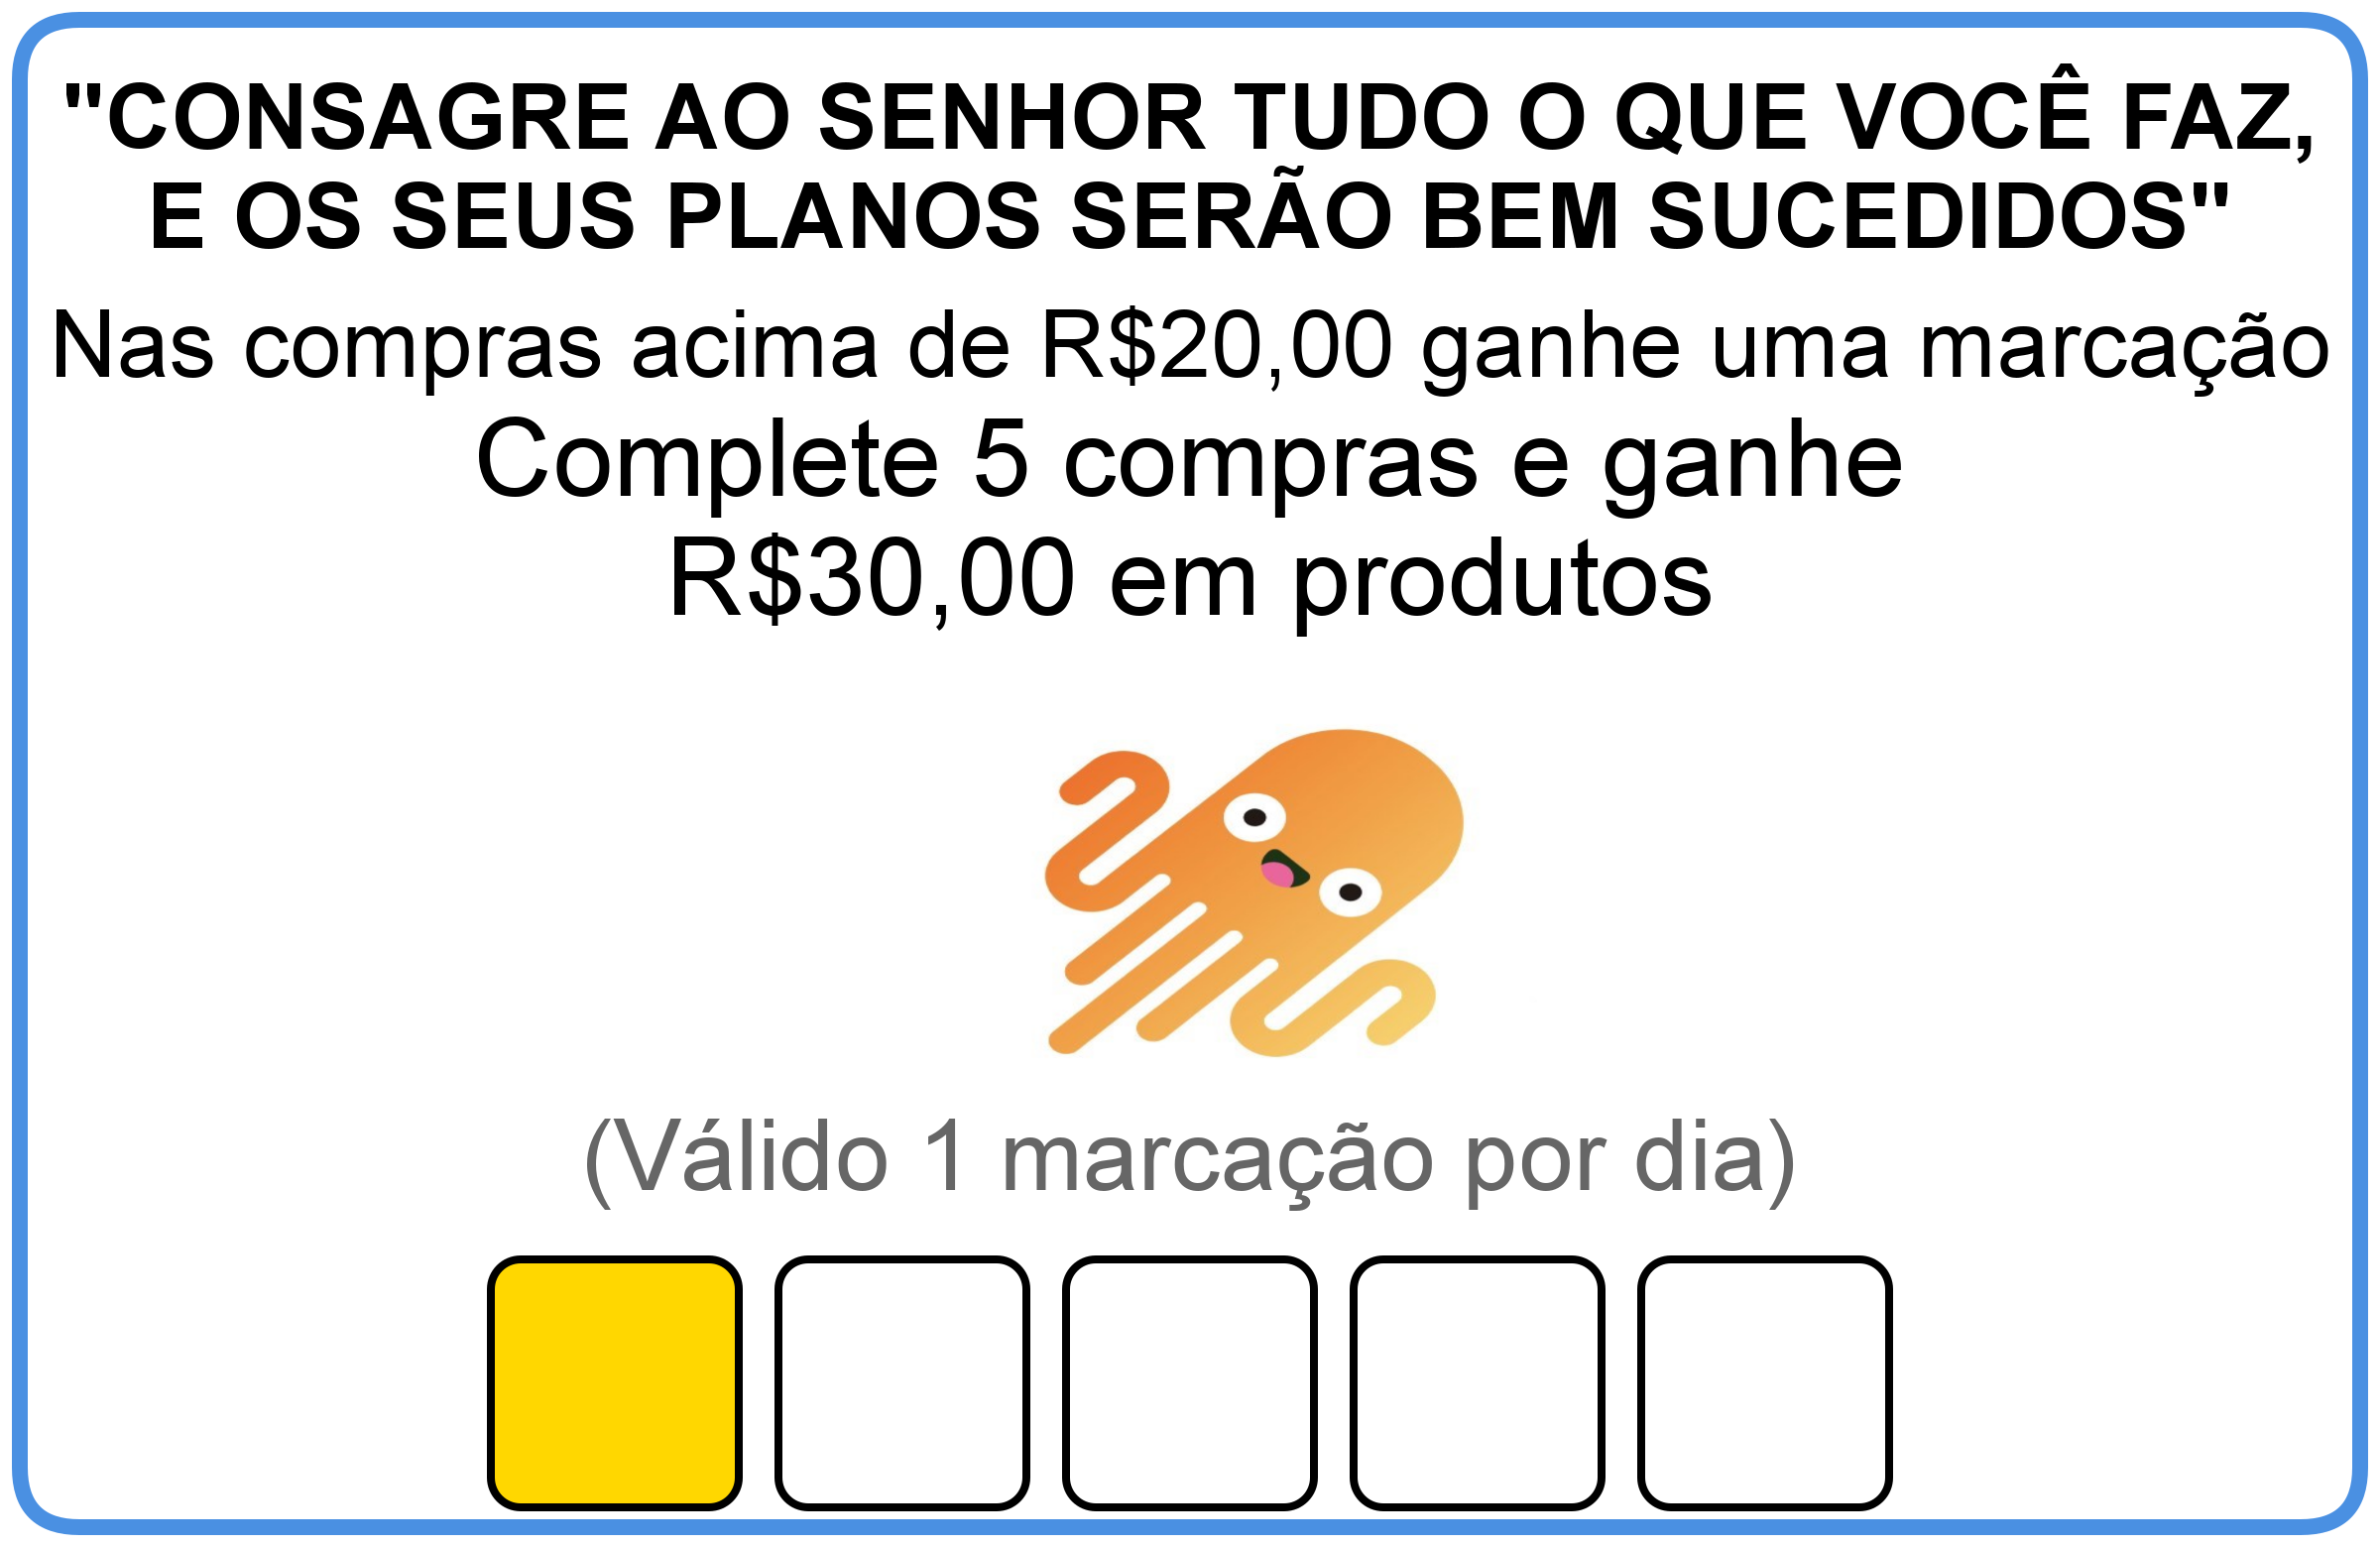 "CONSAGRE AO SENHOR TUDO O QUE VOCÊ FAZ,
E OS SEUS PLANOS SERÃO BEM SUCEDIDOS"
Nas compras acima de R$20,00 ganhe uma marcação
Complete 5 compras e ganhe
R$30,00 em produtos
(Válido 1 marcação por dia)